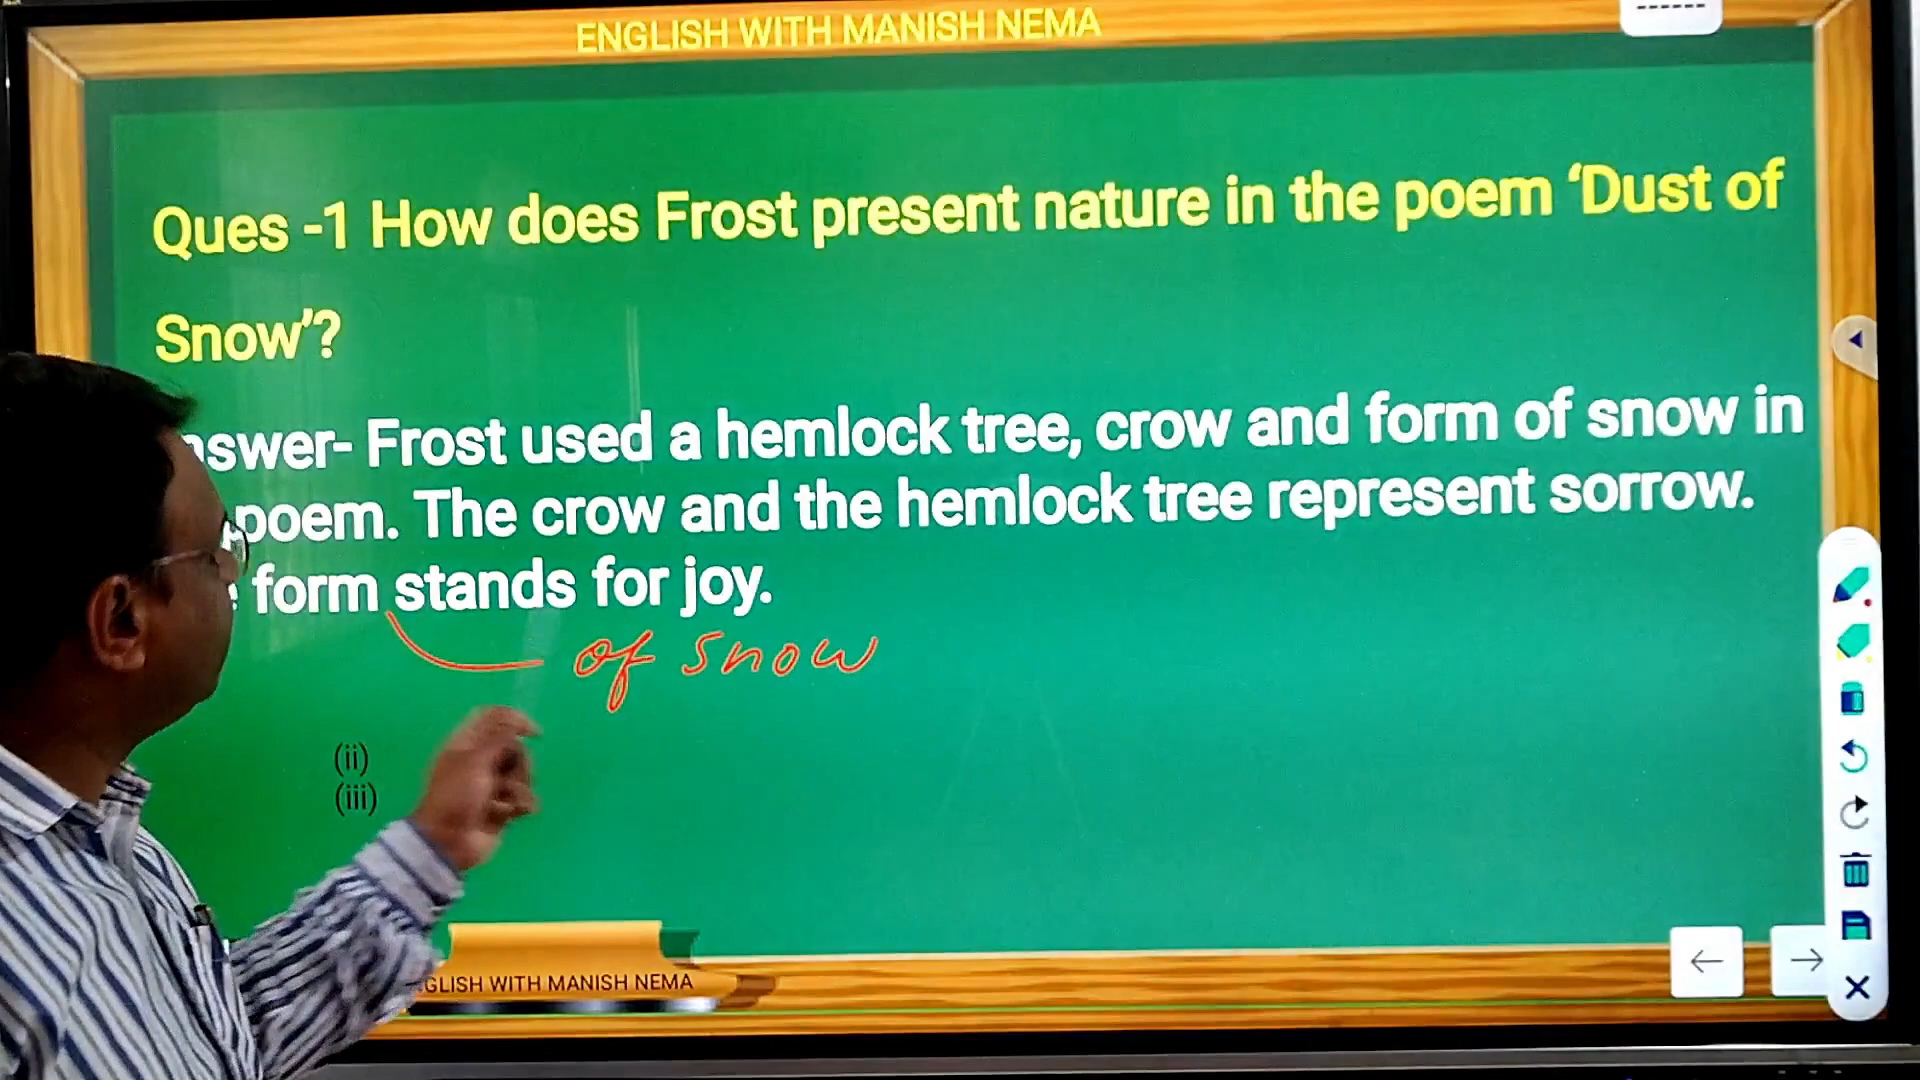 ENGLISH WITH MANISH NEMA
Ques -1 How does Frost present nature in the poem ‘Dust of
Snow’?
Frost used a hemlock tree, crow and form of snow in
poem. The crow and the hemlock tree represent sorrow.
form stands for joy.
of snow
(ii)
(iii)
WITH MANISH NEMA